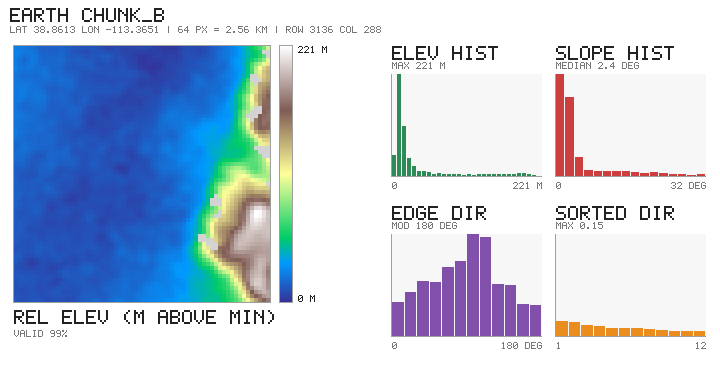 EARTH CHUNK_B
LAT 38.8613 LON -113.3651 | 64 PX = 2.56 KM | ROW 3136 COL 288
221 M
0 M
REL ELEV (M ABOVE MIN)
VALID 99%
ELEV HIST
MAX 221 M
0 221 M
SLOPE HIST
MEDIAN 2.4 DEG
0 32 DEG
EDGE DIR
MOD 180 DEG
0 180 DEG
SORTED DIR
MAX 0.15
1 12